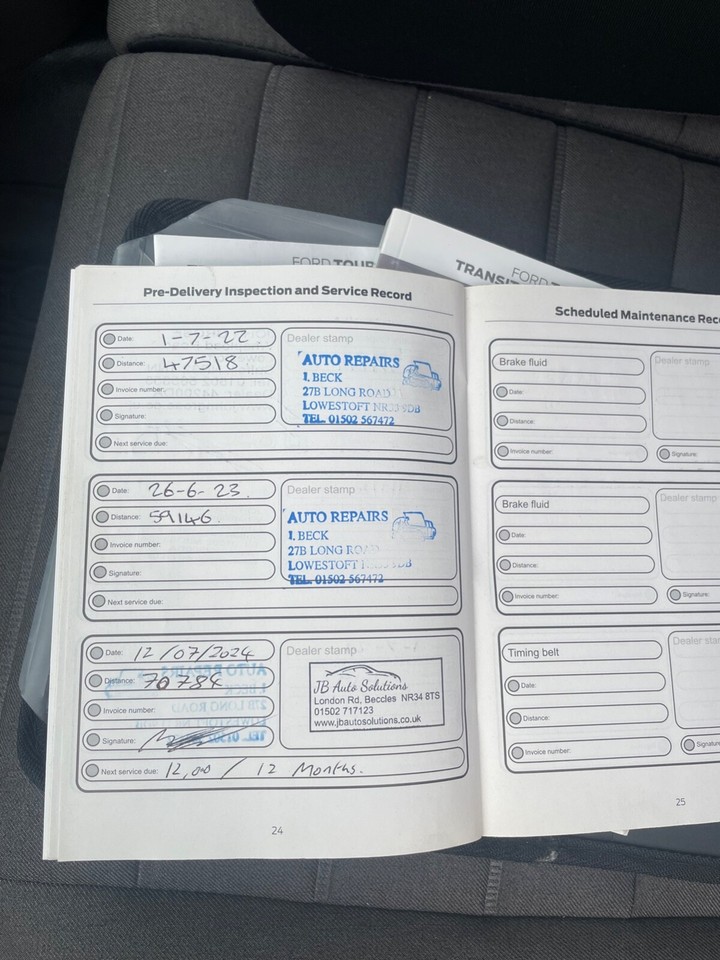 FORD TOUR
FORD
TRANSIT
Pre-Delivery Inspection and Service Record
Date: 1-7-22
Distance: 47518
Invoice number:
Signature:
Next service due:
Dealer stamp
AUTO REPAIRS
I. BECK
27B LONG ROAD
LOWESTOFT NR33
TEL. 01502 567472
Date: 26-6-23.
Distance: 59146
Invoice number:
Signature:
Next service due:
Dealer stamp
AUTO REPAIRS
I. BECK
27B LONG ROAD
LOWESTOFT
TEL. 01502 567472
Date: 12/07/2024
Distance: 70784
Invoice number:
Signature:
Next service due: 12,00 / 12 Months.
Dealer stamp
JB Auto Solutions
London Rd, Beccles NR34 8TS
01502 717123
www.jbautosolutions.co.uk
24
Scheduled Maintenance Rec
Brake fluid
Date:
Distance:
Invoice number:
Dealer stamp
Signature:
Brake fluid
Date:
Distance:
Invoice number:
Dealer stamp
Signature:
Timing belt
Date:
Distance:
Invoice number:
Dealer star
Signature
25